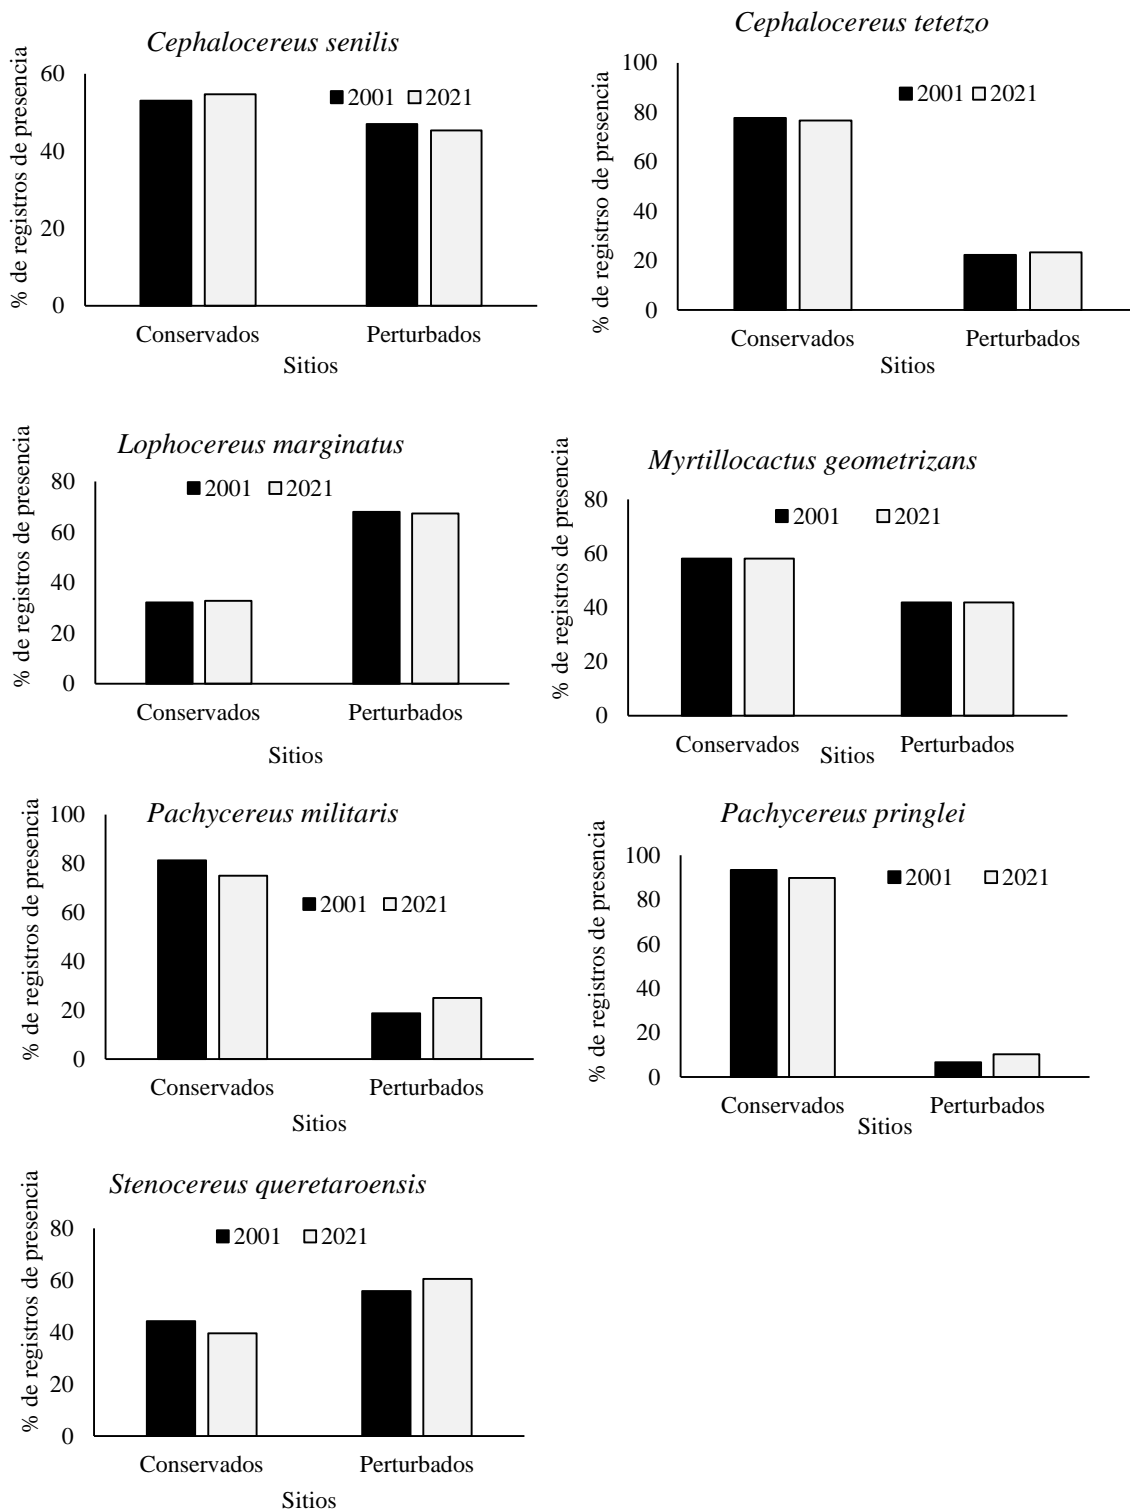 Cephalocereus senilis
% de registros de presencia
60
40
20
0
2001 2021
Conservados Perturbados
Sitios
Cephalocereus tetetzo
% de registrso de presencia
100
80
60
40
20
0
2001 2021
Conservados Perturbados
Sitios
Lophocereus marginatus
% de registros de presencia
80
60
40
20
0
2001 2021
Conservados Perturbados
Sitios
Myrtillocactus geometrizans
% de registros de presencia
80
60
40
20
0
2001 2021
Conservados Perturbados
Sitios
Pachycereus militaris
% de registros de presencia
100
80
60
40
20
0
2001 2021
Conservados Perturbados
Sitios
Pachycereus pringlei
% de registros de presencia
100
80
60
40
20
0
2001 2021
Conservados Perturbados
Sitios
Stenocereus queretaroensis
% de registros de presencia
80
60
40
20
0
2001 2021
Conservados Perturbados
Sitios